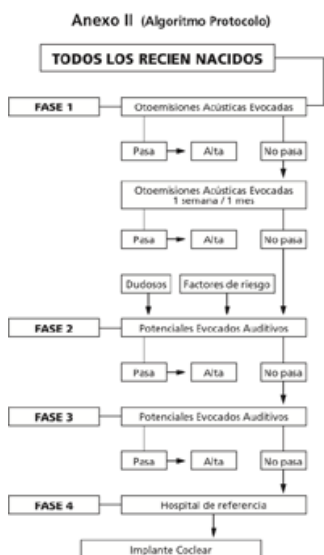 Anexo II (Algoritmo Protocolo)
TODOS LOS RECIEN NACIDOS
FASE 1
Otoemisiones Acústicas Evocadas
Pasa
Alta
No pasa
Otoemisiones Acústicas Evocadas
1 semana / 1 mes
Pasa
Alta
No pasa
Dudosos
Factores de riesgo
FASE 2
Potenciales Evocados Auditivos
Pasa
Alta
No pasa
FASE 3
Potenciales Evocados Auditivos
Pasa
Alta
No pasa
FASE 4
Hospital de referencia
Implante Coclear